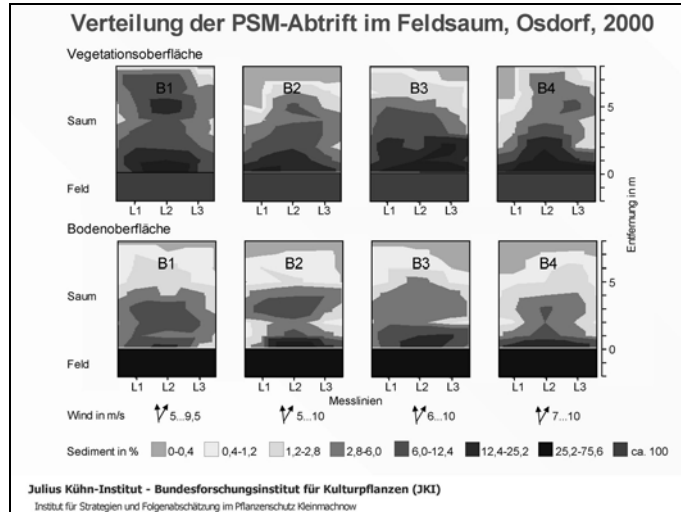 Verteilung der PSM-Abtrift im Feldsaum, Osdorf, 2000
Vegetationsoberfläche
B1 B2 B3 B4
Saum
5
0
Feld
L1 L2 L3 L1 L2 L3 L1 L2 L3 L1 L2 L3
Entfernung in m
Bodenoberfläche
B1 B2 B3 B4
5
Saum
0
Feld
L1 L2 L3 L1 L2 L3 L1 L2 L3 L1 L2 L3
Messlinien
Wind in m/s 5...9,5 5...10 6...10 7...10
Sediment in % 0-0,4 0,4-1,2 1,2-2,8 2,8-6,0 6,0-12,4 12,4-25,2 25,2-75,6 ca. 100
Julius Kühn-Institut - Bundesforschungsinstitut für Kulturpflanzen (JKI)
Institut für Strategien und Folgenabschätzung im Pflanzenschutz Kleinmachnow